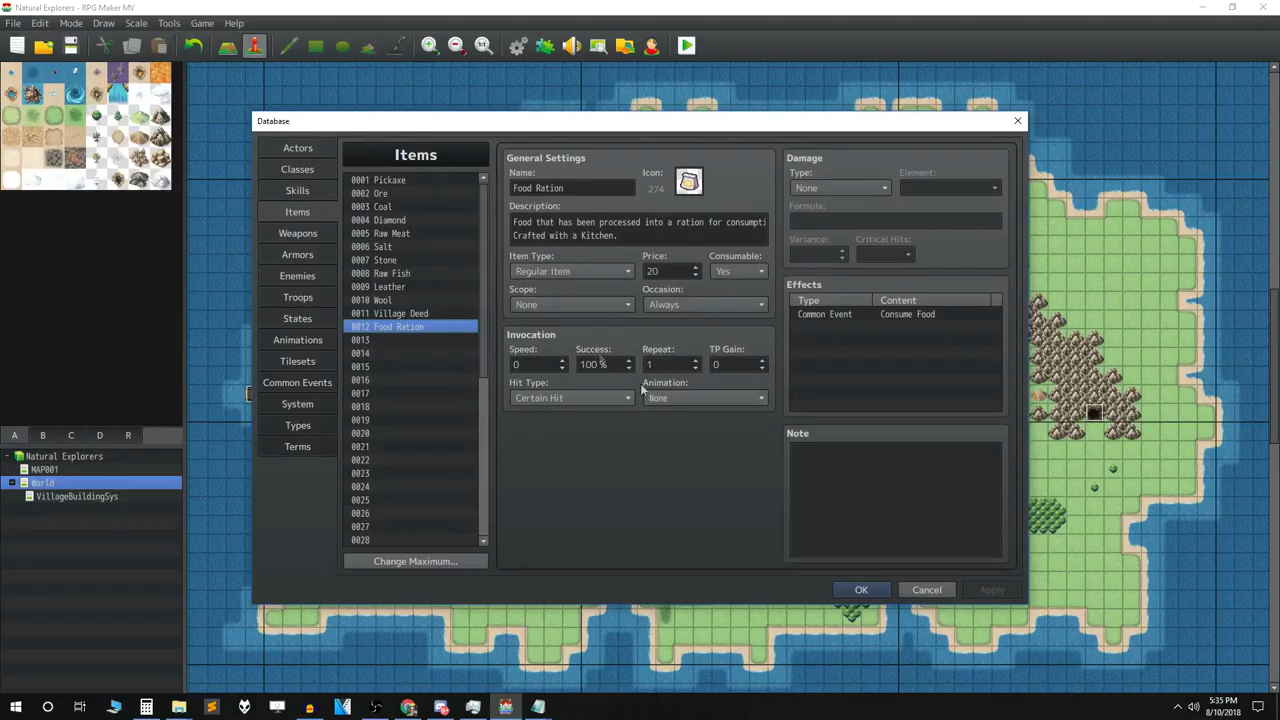 Natural Explorers - RPG Maker MV
File Edit Mode Draw Scale Tools Game Help
Database
Actors
Classes
Skills
Items
Weapons
Armors
Enemies
Troops
States
Animations
Tilesets
Common Events
System
Types
Terms
Items
0001 Pickaxe
0002 Ore
0003 Coal
0004 Diamond
0005 Raw Meat
0006 Salt
0007 Stone
0008 Raw Fish
0009 Leather
0010 Wool
0011 Village Deed
0012 Food Ration
0013
0014
0015
0016
0017
0018
0019
0020
0021
0022
0023
0024
0025
0026
0027
0028
Change Maximum...
General Settings
Name: Icon:
Food Ration 274
Description:
Food that has been processed into a ration for consumpti
Crafted with a Kitchen.
Item Type: Price: Consumable:
Regular Item 20 Yes
Scope: Occasion:
None Always
Invocation
Speed: Success: Repeat: TP Gain:
0 100 % 1 0
Hit Type: Animation:
Certain Hit None
Damage
Type: Element:
None
Formula:
Variance: Critical Hits:
Effects
Type Content
Common Event Consume Food
Note
OK Cancel Apply
A B C D R
Natural Explorers
MAP001
World
VillageBuildingSys
5:35 PM
8/10/2018